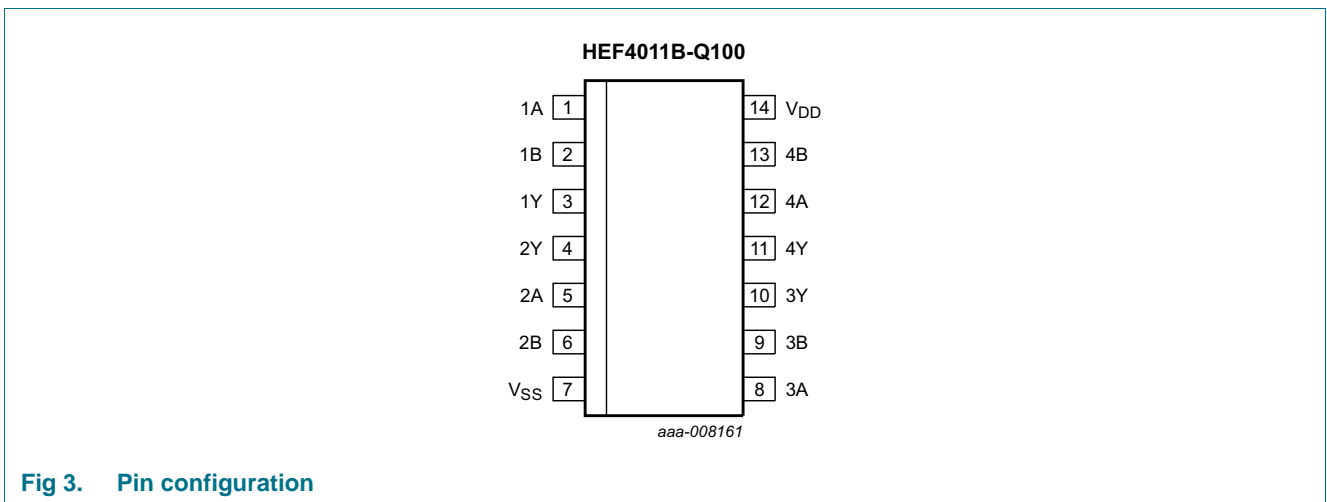 HEF4011B-Q100
1A 1 14 VDD
1B 2 13 4B
1Y 3 12 4A
2Y 4 11 4Y
2A 5 10 3Y
2B 6 9 3B
VSS 7 8 3A
aaa-008161
Fig 3. Pin configuration